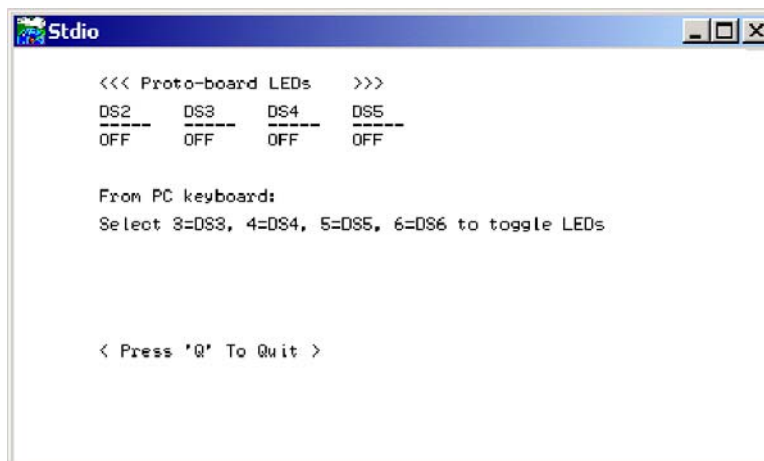 Stdio
<<< Proto-board LEDs >>>
DS2 DS3 DS4 DS5
----- ----- ----- -----
OFF OFF OFF OFF
From PC keyboard:
Select 3=DS3, 4=DS4, 5=DS5, 6=DS6 to toggle LEDs
< Press 'Q' To Quit >